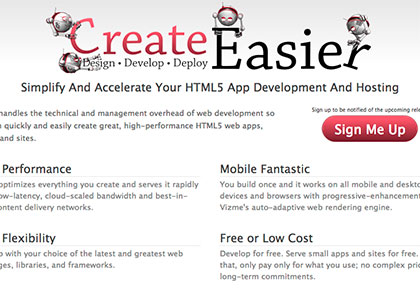 Create Easier
Design • Develop • Deploy
Simplify And Accelerate Your HTML5 App Development And Hosting
handles the technical and management overhead of web development so
n quickly and easily create great, high-performance HTML5 web apps,
and sites.
Sign up to be notified of the upcoming rele
Sign Me Up
Performance
optimizes everything you create and serves it rapidly
ow-latency, cloud-scaled bandwidth and best-in-
ontent delivery networks.
Mobile Fantastic
You build once and it works on all mobile and deskto
devices and browsers with progressive-enhancemen
Vizme's auto-adaptive web rendering engine.
Flexibility
p with your choice of the latest and greatest web
ges, libraries, and frameworks.
Free or Low Cost
Develop for free. Serve small apps and sites for free.
that, only pay only for what you use; no complex prici
long-term commitments.